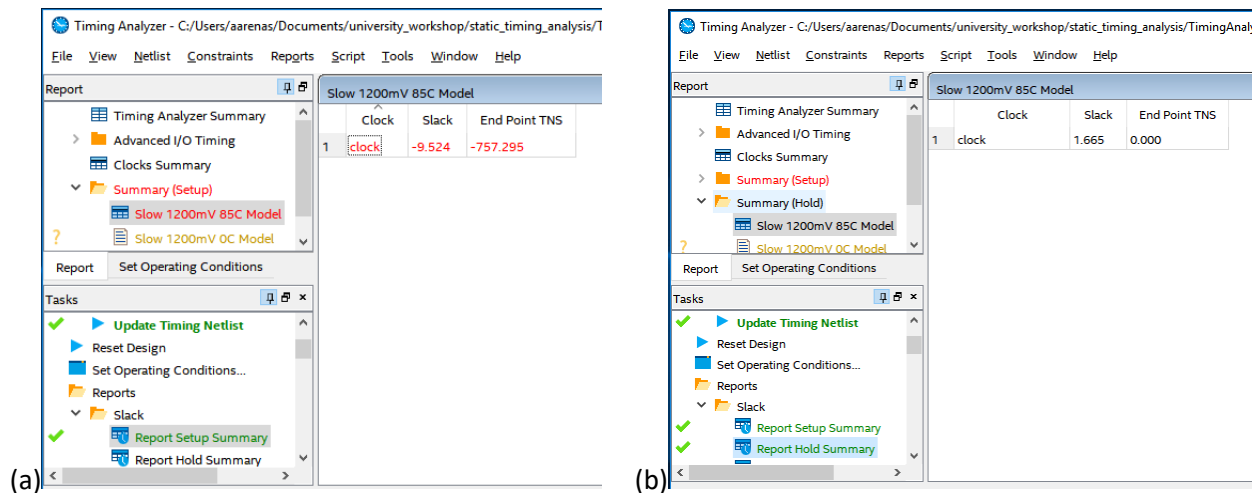 Timing Analyzer - C:/Users/aarenas/Documents/university_workshop/static_timing_analysis/T
File View Netlist Constraints Reports Script Tools Window Help
Report
Timing Analyzer Summary
Advanced I/O Timing
Clocks Summary
Summary (Setup)
Slow 1200mV 85C Model
? Slow 1200mV 0C Model
Report Set Operating Conditions
Slow 1200mV 85C Model
Clock Slack End Point TNS
1 clock -9.524 -757.295
Tasks
Update Timing Netlist
Reset Design
Set Operating Conditions...
Reports
Slack
Report Setup Summary
Report Hold Summary
(a)
Timing Analyzer - C:/Users/aarenas/Documents/university_workshop/static_timing_analysis/TimingAnaly
File View Netlist Constraints Reports Script Tools Window Help
Report
Timing Analyzer Summary
Advanced I/O Timing
Clocks Summary
Summary (Setup)
Summary (Hold)
Slow 1200mV 85C Model
? Slow 1200mV 0C Model
Report Set Operating Conditions
Slow 1200mV 85C Model
Clock Slack End Point TNS
1 clock 1.665 0.000
Tasks
Update Timing Netlist
Reset Design
Set Operating Conditions...
Reports
Slack
Report Setup Summary
Report Hold Summary
(b)